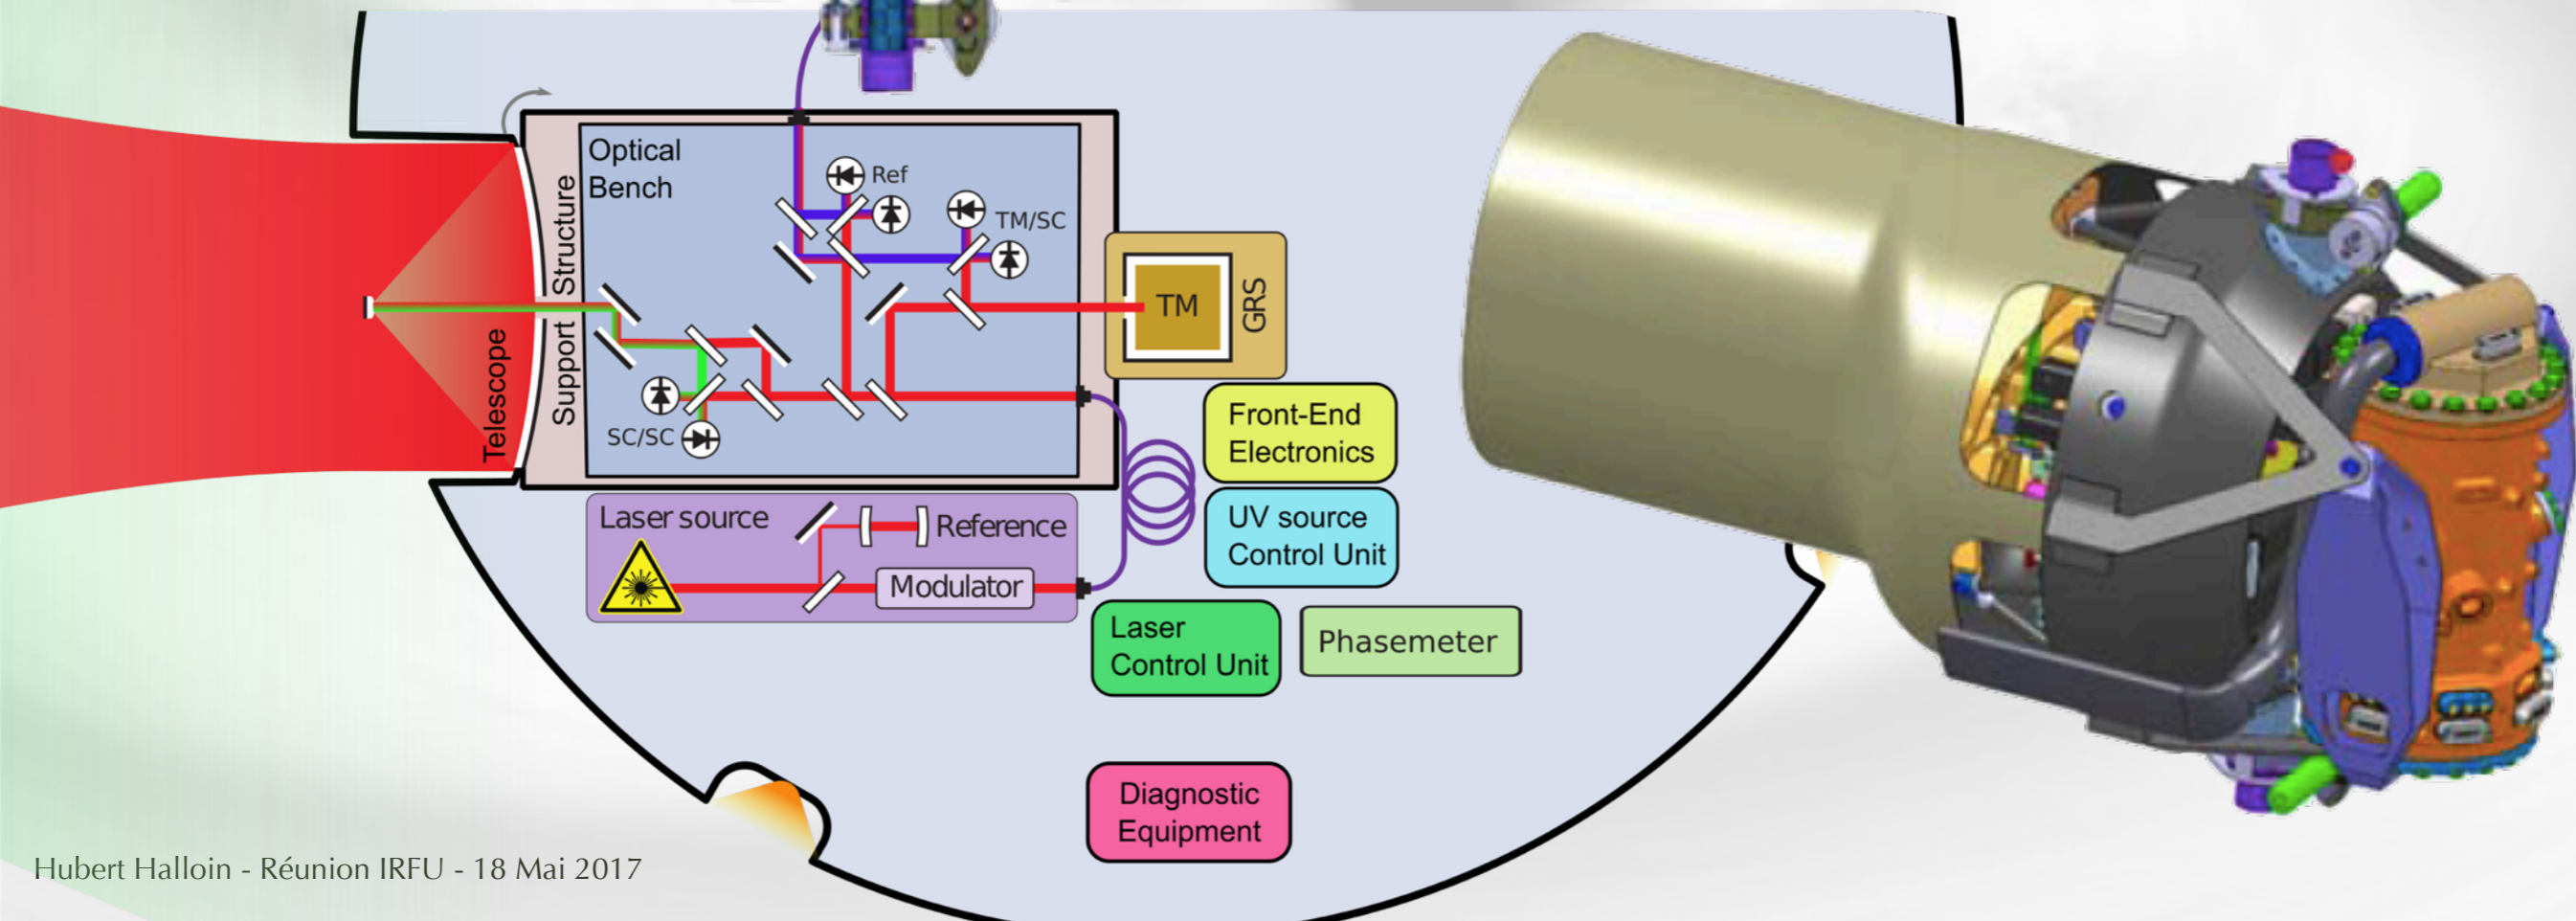 Optical
Bench
Ref
TM/SC
Structure
Support
Telescope
TM
GRS
SC/SC
Front-End
Electronics
Laser source
Reference
Modulator
UV source
Control Unit
Laser
Control Unit
Phasemeter
Diagnostic
Equipment
Hubert Halloin - Réunion IRFU - 18 Mai 2017